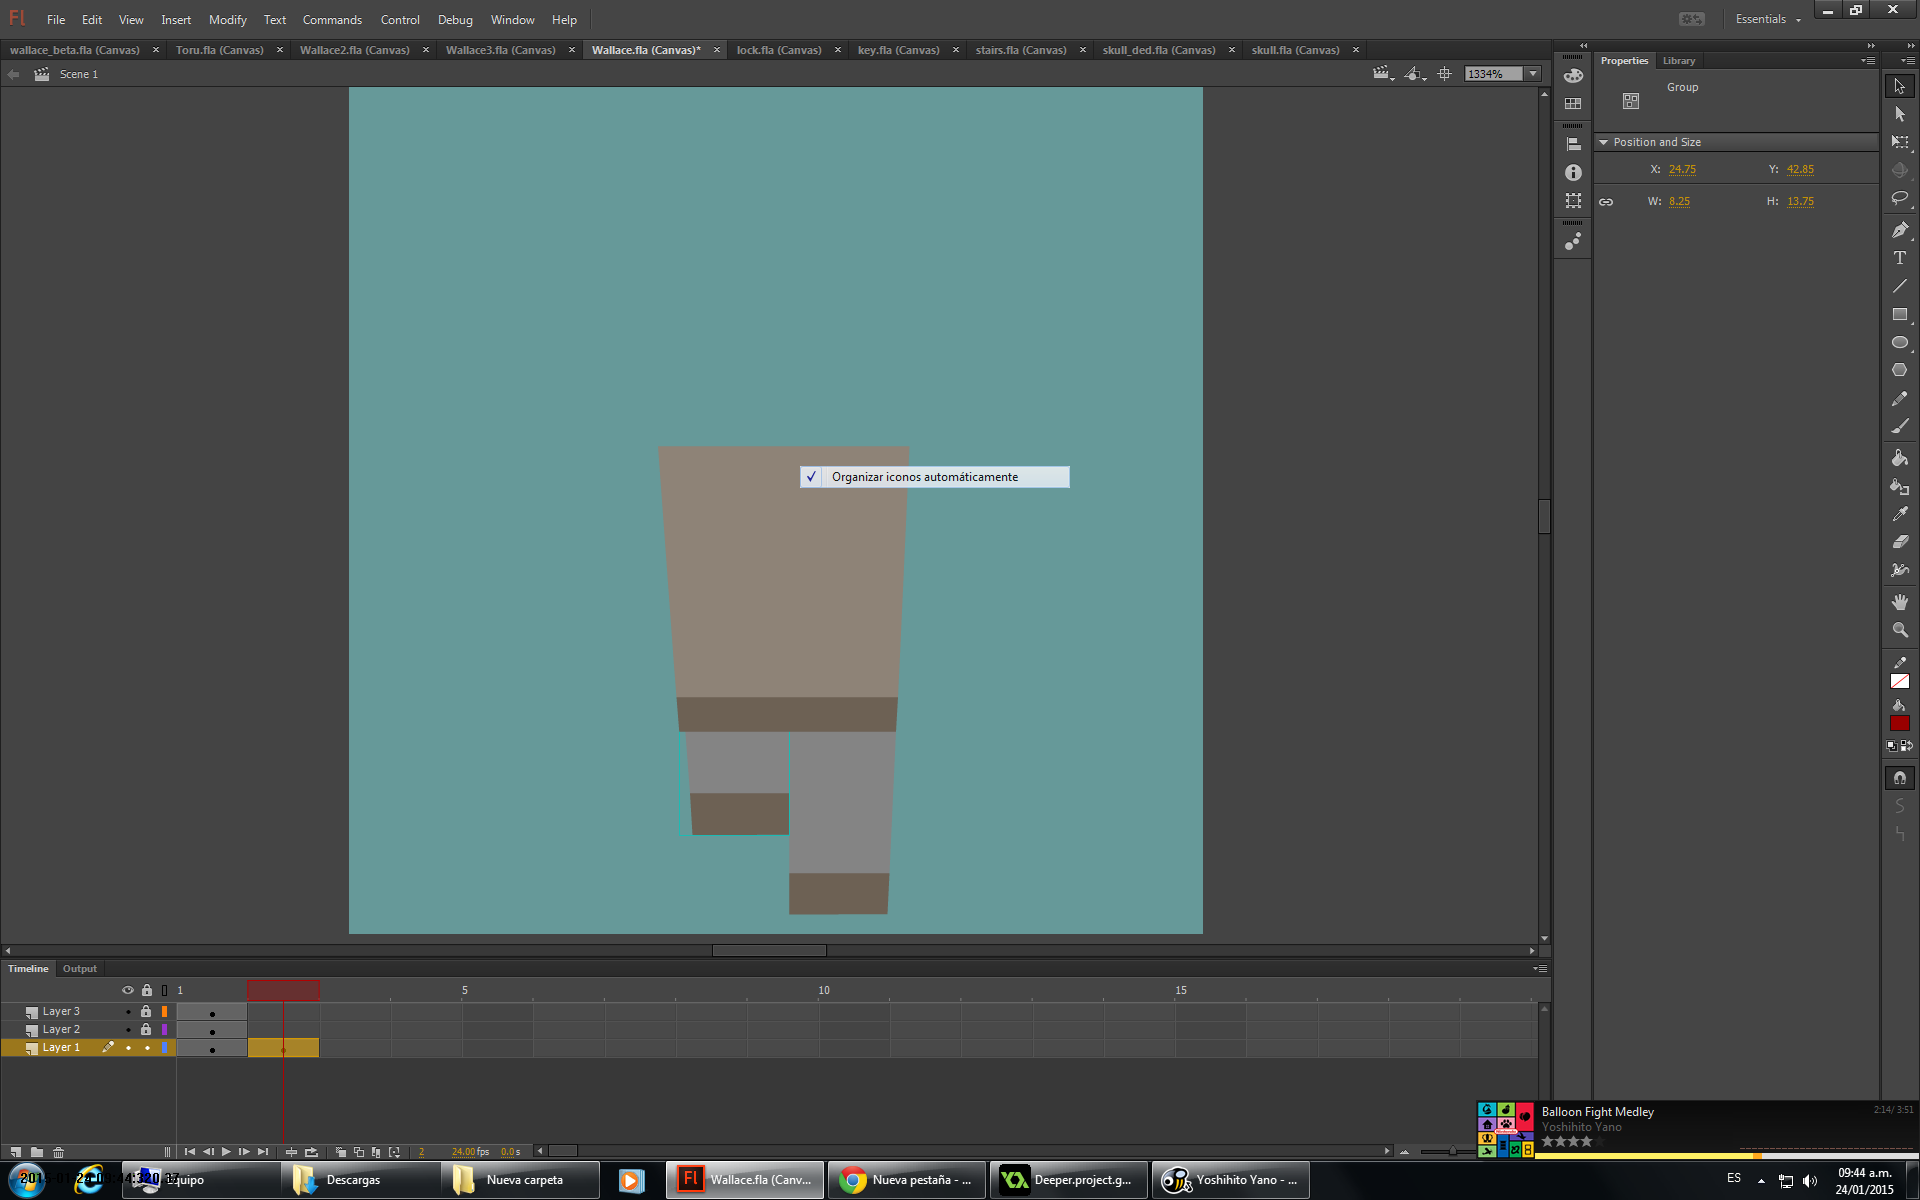 Fl File Edit View Insert Modify Text Commands Control Debug Window Help Essentials
wallace_beta.fla (Canvas) × Toru.fla (Canvas) × Wallace2.fla (Canvas) × Wallace3.fla (Canvas) × Wallace.fla (Canvas)* × lock.fla (Canvas) × key.fla (Canvas) × stairs.fla (Canvas) × skull_ded.fla (Canvas) × skull.fla (Canvas) ×
Scene 1 1334%
Properties Library
Group
Position and Size
X: 24.75 Y: 42.85
W: 8.25 H: 13.75
T
✓ Organizar iconos automáticamente
Timeline Output
1 5 10 15
Layer 3
Layer 2
Layer 1
2 24.00 fps 0.0 s
Balloon Fight Medley 2:14/ 3:51
Yoshihito Yano
★★★★
Equipo Descargas Nueva carpeta Fl Wallace.fla (Canv... Nueva pestaña - ... Deeper.project.g... Yoshihito Yano - ... ES
09:44 a.m.
24/01/2015